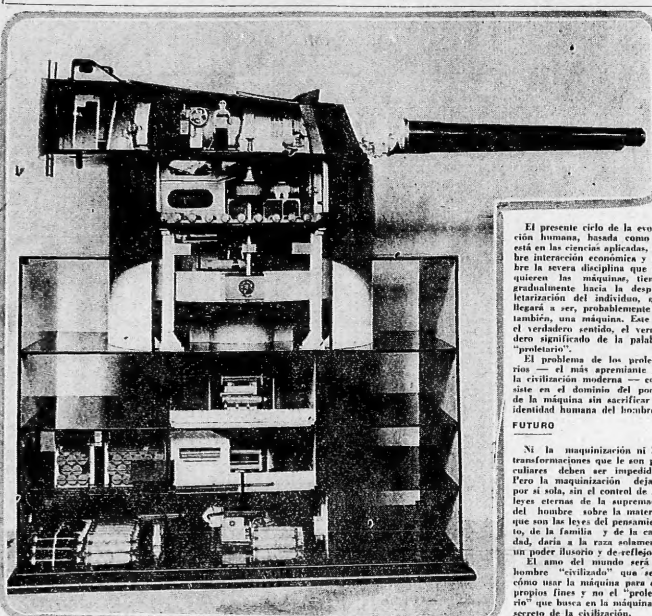 El presente ciclo de la evo
ción humana, basada como
está en las ciencias aplicadas,
bre interacción económica y
bre la severa disciplina que
quieren las máquinas, tien
gradualmente hacia la desp
letarización del individuo,
llegará a ser, probablemente
también, una máquina. Este
el verdadero sentido, el ver
dero significado de la palab
"proletario".
El problema de los prole
rios — el más apremiante
la civilización moderna — co
siste en el dominio del po
de la máquina sin sacrificar
identidad humana del hombre
FUTURO
Ni la maquinización ni
transformaciones que le son p
culiares deben ser impedid
Pero la maquinización deja
por si sola, sin el control de
leyes eternas de la suprema
del hombre sobre la mater
que son las leyes del pensamie
to, de la familia y de la ca
dad, daría a la raza solamen
un poder ilusorio y de reflejo
El amo del mundo será
hombre "civilizado" que se
cómo usar la máquina para
propios fines y no el "prole
rio" que busca en la máquina
secreto de la civilización.